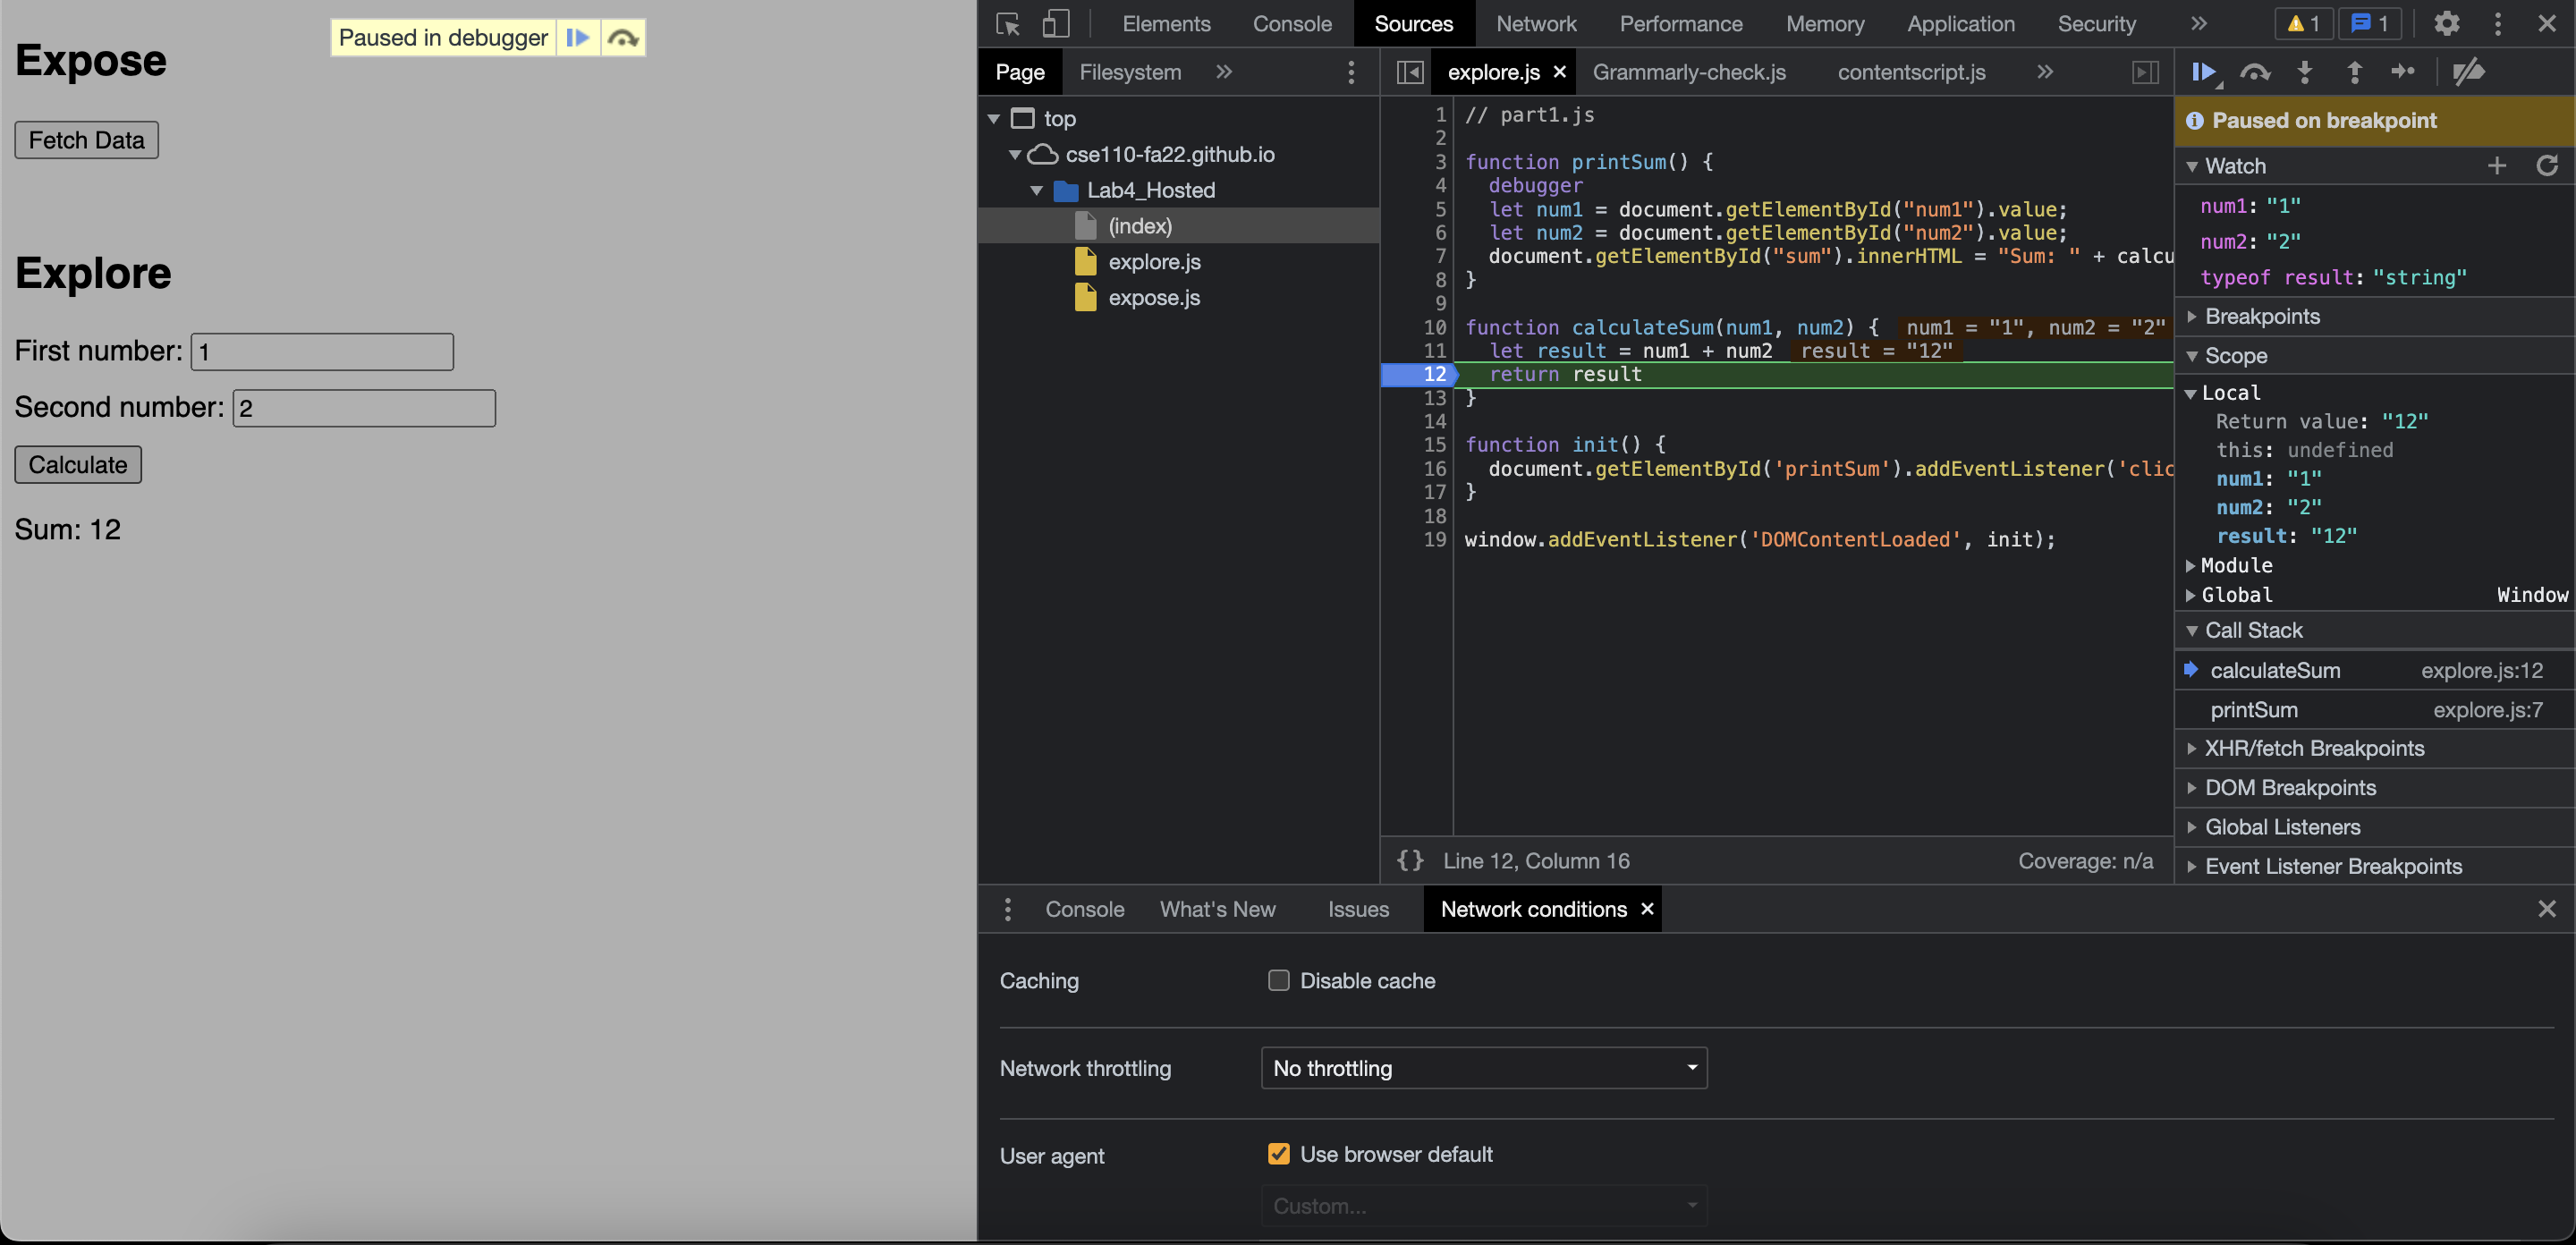 Expose
Paused in debugger
Fetch Data
Explore
First number: 1
Second number: 2
Calculate
Sum: 12
Elements Console Sources Network Performance Memory Application Security » 1 1
Page Filesystem »
top
cse110-fa22.github.io
Lab4_Hosted
(index)
explore.js
expose.js
explore.js × Grammarly-check.js contentscript.js »
1 // part1.js
2
3 function printSum() {
4 debugger
5 let num1 = document.getElementById("num1").value;
6 let num2 = document.getElementById("num2").value;
7 document.getElementById("sum").innerHTML = "Sum: " + calcu
8 }
9
10 function calculateSum(num1, num2) { num1 = "1", num2 = "2"
11 let result = num1 + num2 result = "12"
12 return result
13 }
14
15 function init() {
16 document.getElementById('printSum').addEventListener('clic
17 }
18
19 window.addEventListener('DOMContentLoaded', init);
{} Line 12, Column 16 Coverage: n/a
Paused on breakpoint
Watch
num1: "1"
num2: "2"
typeof result: "string"
Breakpoints
Scope
Local
Return value: "12"
this: undefined
num1: "1"
num2: "2"
result: "12"
Module
Global Window
Call Stack
calculateSum explore.js:12
printSum explore.js:7
XHR/fetch Breakpoints
DOM Breakpoints
Global Listeners
Event Listener Breakpoints
Console What's New Issues Network conditions ×
Caching Disable cache
Network throttling No throttling
User agent Use browser default
Custom...